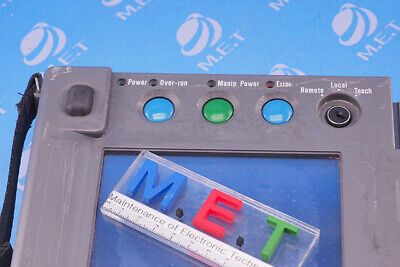 M.E.T
M.E.T
Power Over-run Manip Power Error
Local
Remote Teach
M.E.T
Maintenance of Electronic Techn